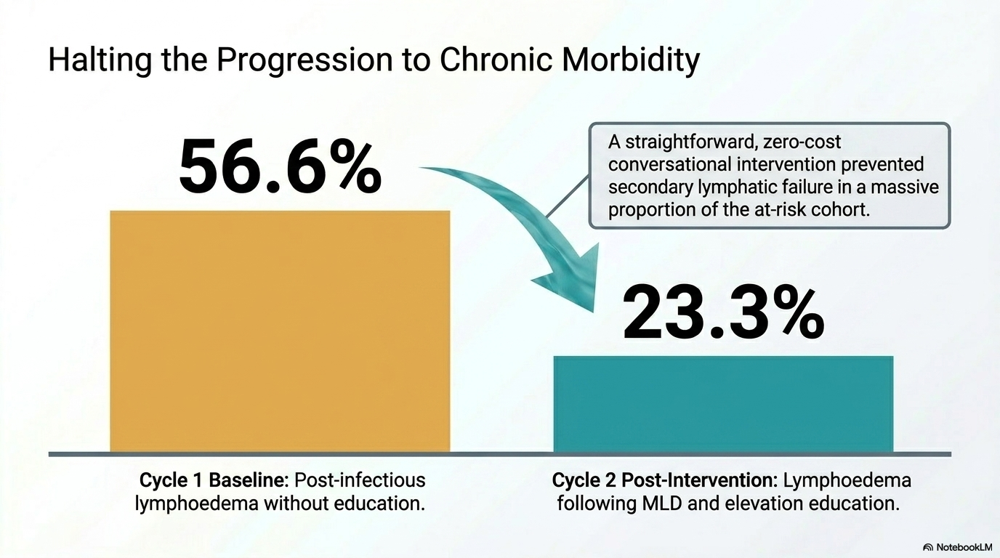 Halting the Progression to Chronic Morbidity
56.6%
A straightforward, zero-cost
conversational intervention prevented
secondary lymphatic failure in a massive
proportion of the at-risk cohort.
23.3%
Cycle 1 Baseline: Post-infectious
lymphoedema without education.
Cycle 2 Post-Intervention: Lymphoedema
following MLD and elevation education.
NotebookLM